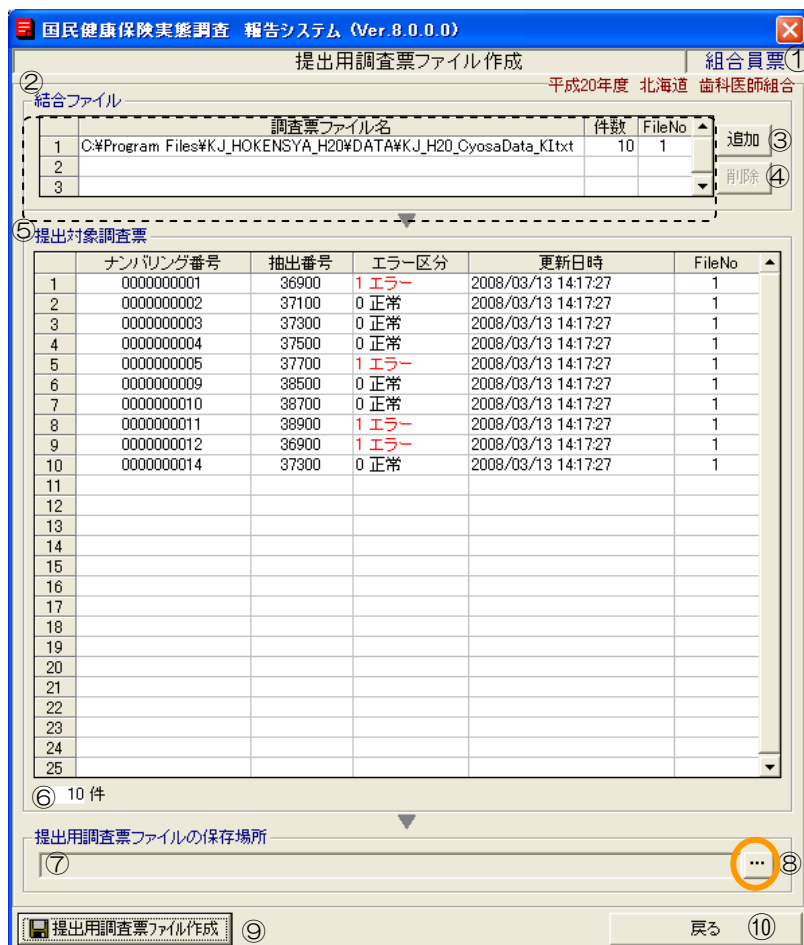 国民健康保険実態調査 報告システム (Ver.8.0.0.0)
提出用調査票ファイル作成 組合員票①
平成20年度 北海道 歯科医師組合
②
結合ファイル
調査票ファイル名 件数 FileNo
1 C:¥Program Files¥KJ_HOKENSYA_H20¥DATA¥KJ_H20_CyosaData_KI.txt 10 1
2
3
追加 ③
削除 ④
⑤提出対象調査票
ナンバリング番号 抽出番号 エラー区分 更新日時 FileNo
1 0000000001 36900 1 エラー 2008/03/13 14:17:27 1
2 0000000002 37100 0 正常 2008/03/13 14:17:27 1
3 0000000003 37300 0 正常 2008/03/13 14:17:27 1
4 0000000004 37500 0 正常 2008/03/13 14:17:27 1
5 0000000005 37700 1 エラー 2008/03/13 14:17:27 1
6 0000000009 38500 0 正常 2008/03/13 14:17:27 1
7 0000000010 38700 0 正常 2008/03/13 14:17:27 1
8 0000000011 38900 1 エラー 2008/03/13 14:17:27 1
9 0000000012 36900 1 エラー 2008/03/13 14:17:27 1
10 0000000014 37300 0 正常 2008/03/13 14:17:27 1
11
12
13
14
15
16
17
18
19
20
21
22
23
24
25
⑥ 10 件
提出用調査票ファイルの保存場所
⑦ ... ⑧
提出用調査票ファイル作成 ⑨ 戻る ⑩